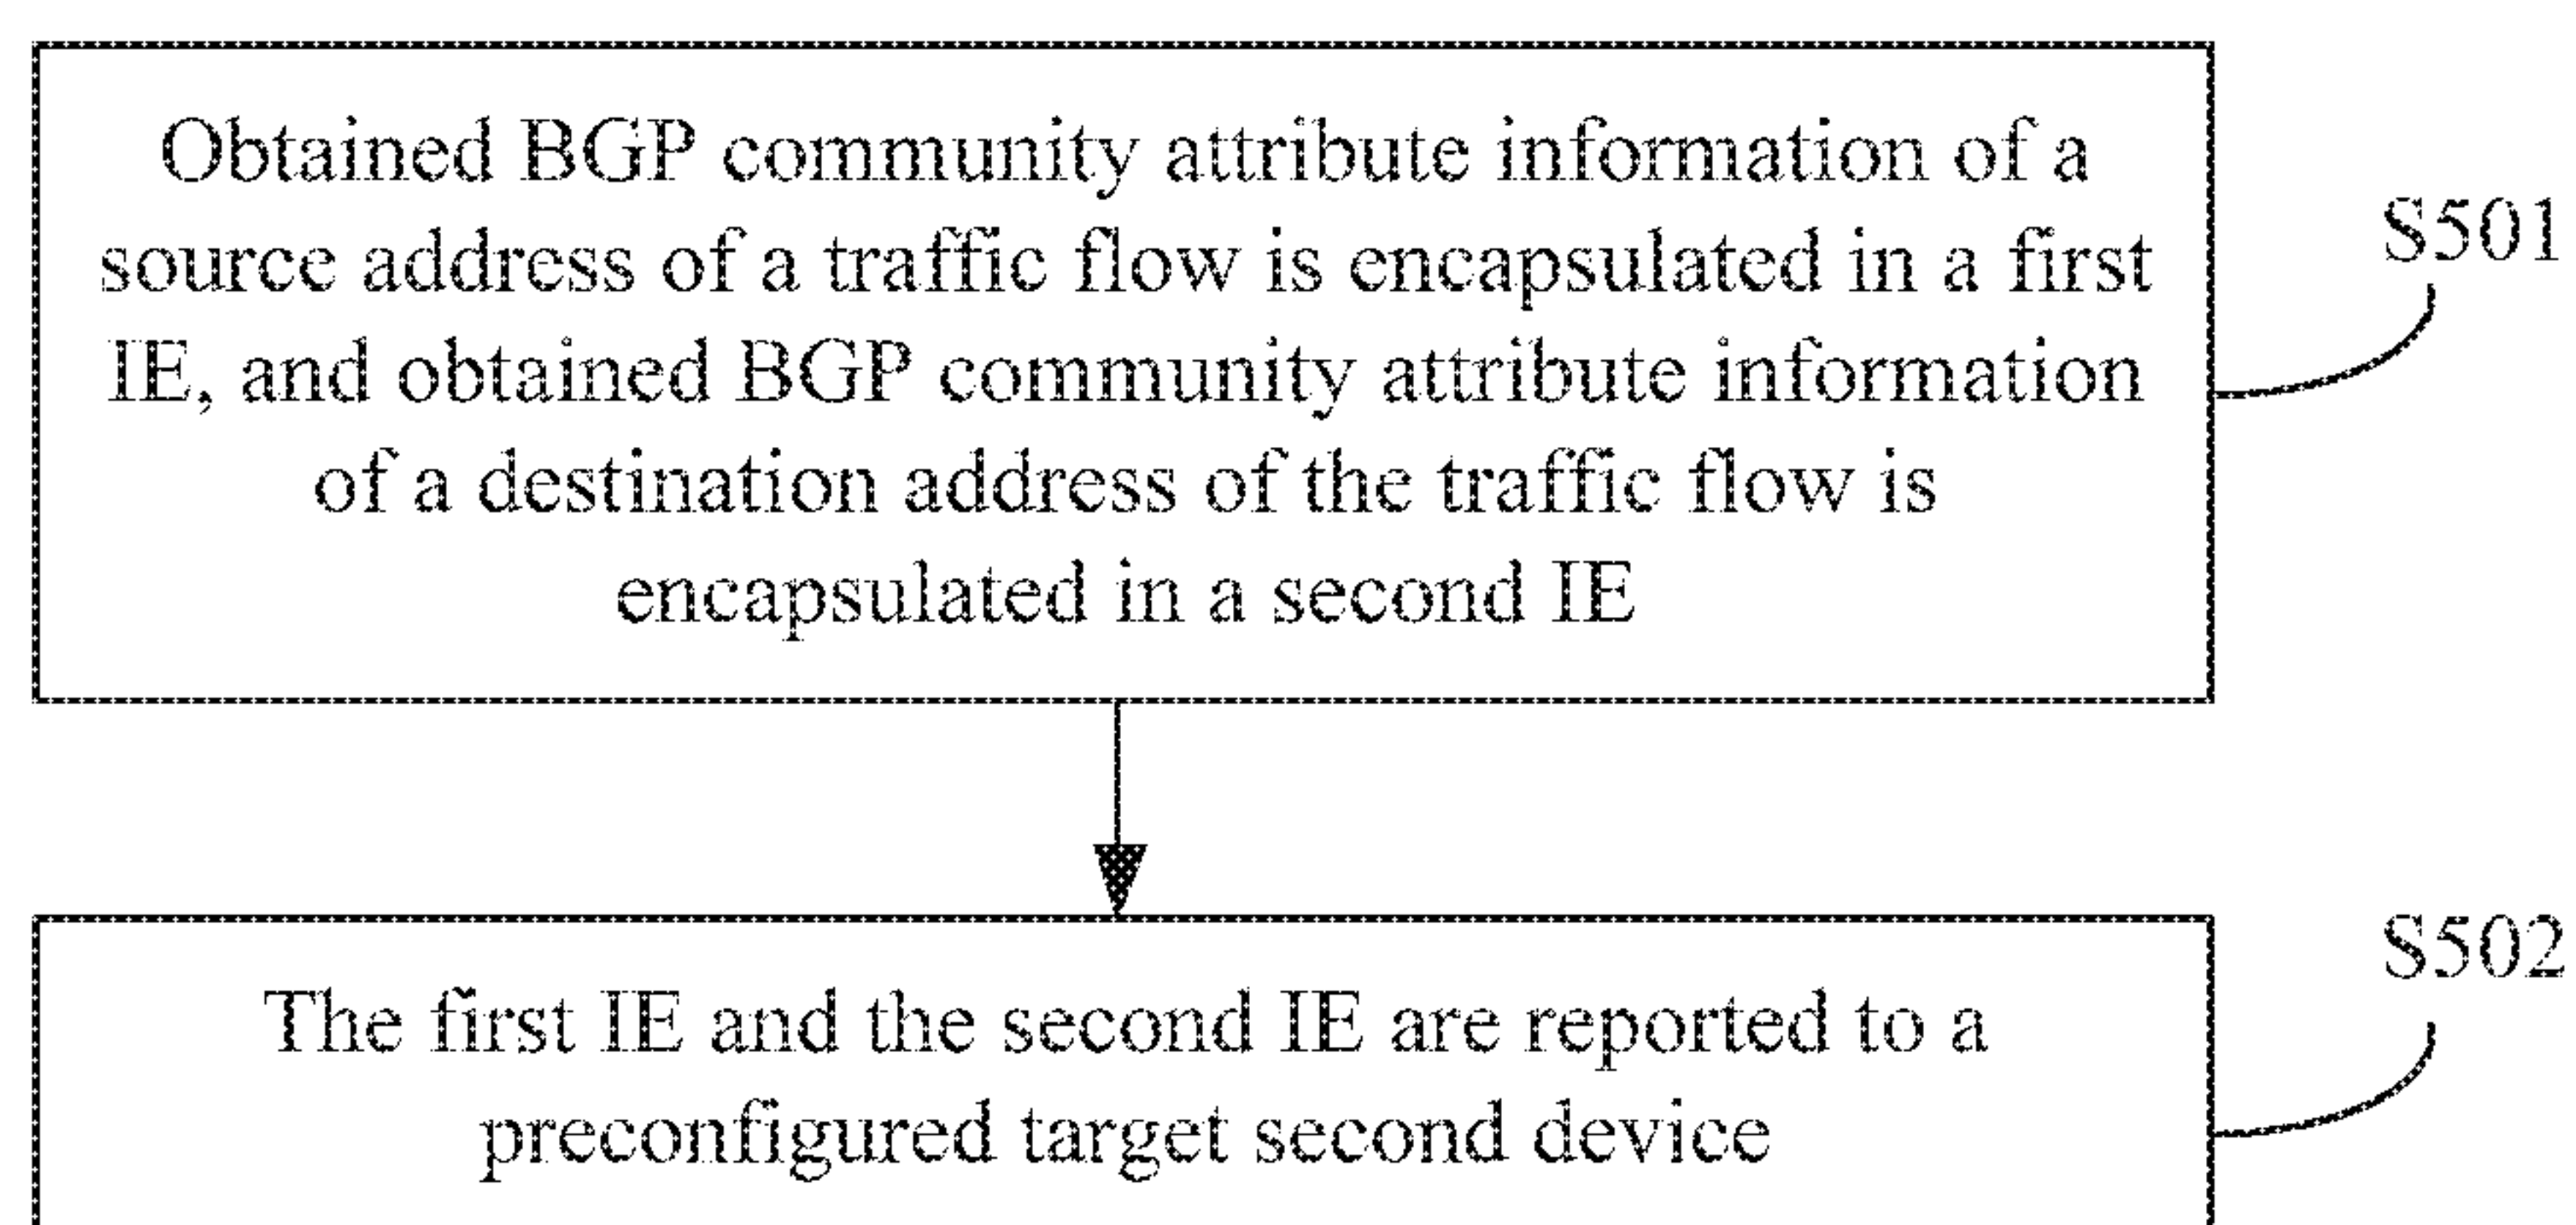 Obtained BGP community attribute information of a
source address of a traffic flow is encapsulated in a first
IE, and obtained BGP community attribute information
of a destination address of the traffic flow is
encapsulated in a second IE
S501
The first IE and the second IE are reported to a
preconfigured target second device
S502